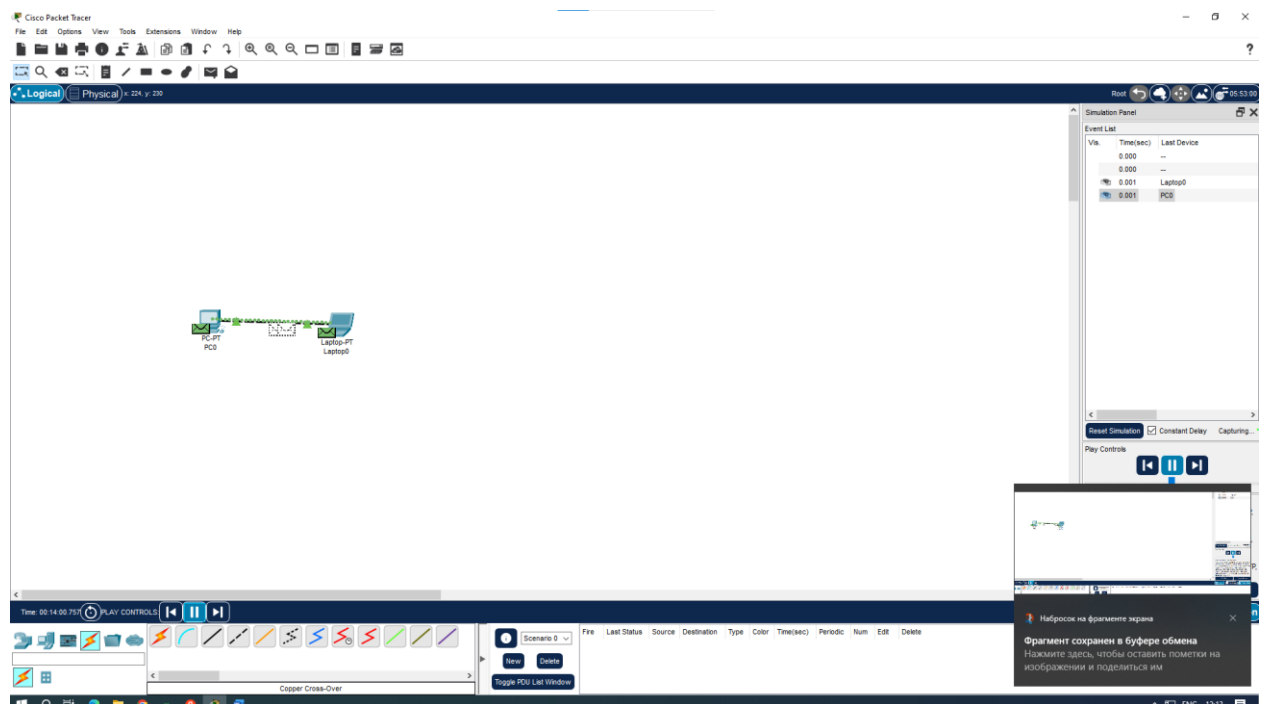 Cisco Packet Tracer
File Edit Options View Tools Extensions Window Help
?
Logical Physical x: 224, y: 230 Root 05:53:00
Simulation Panel
Event List
Vis. Time(sec) Last Device
0.000 --
0.000 --
0.001 Laptop0
0.001 PC0
PC-PT
PC0
Laptop-PT
Laptop0
Reset Simulation Constant Delay Capturing...
Play Controls
Time: 00:14:00.757 PLAY CONTROLS:
Scenario 0
New Delete
Toggle PDU List Window
Fire Last Status Source Destination Type Color Time(sec) Periodic Num Edit Delete
Copper Cross-Over
Набросок на фрагменте экрана
Фрагмент сохранен в буфере обмена
Нажмите здесь, чтобы оставить пометки на
изображении и поделиться им
ENG 12:12